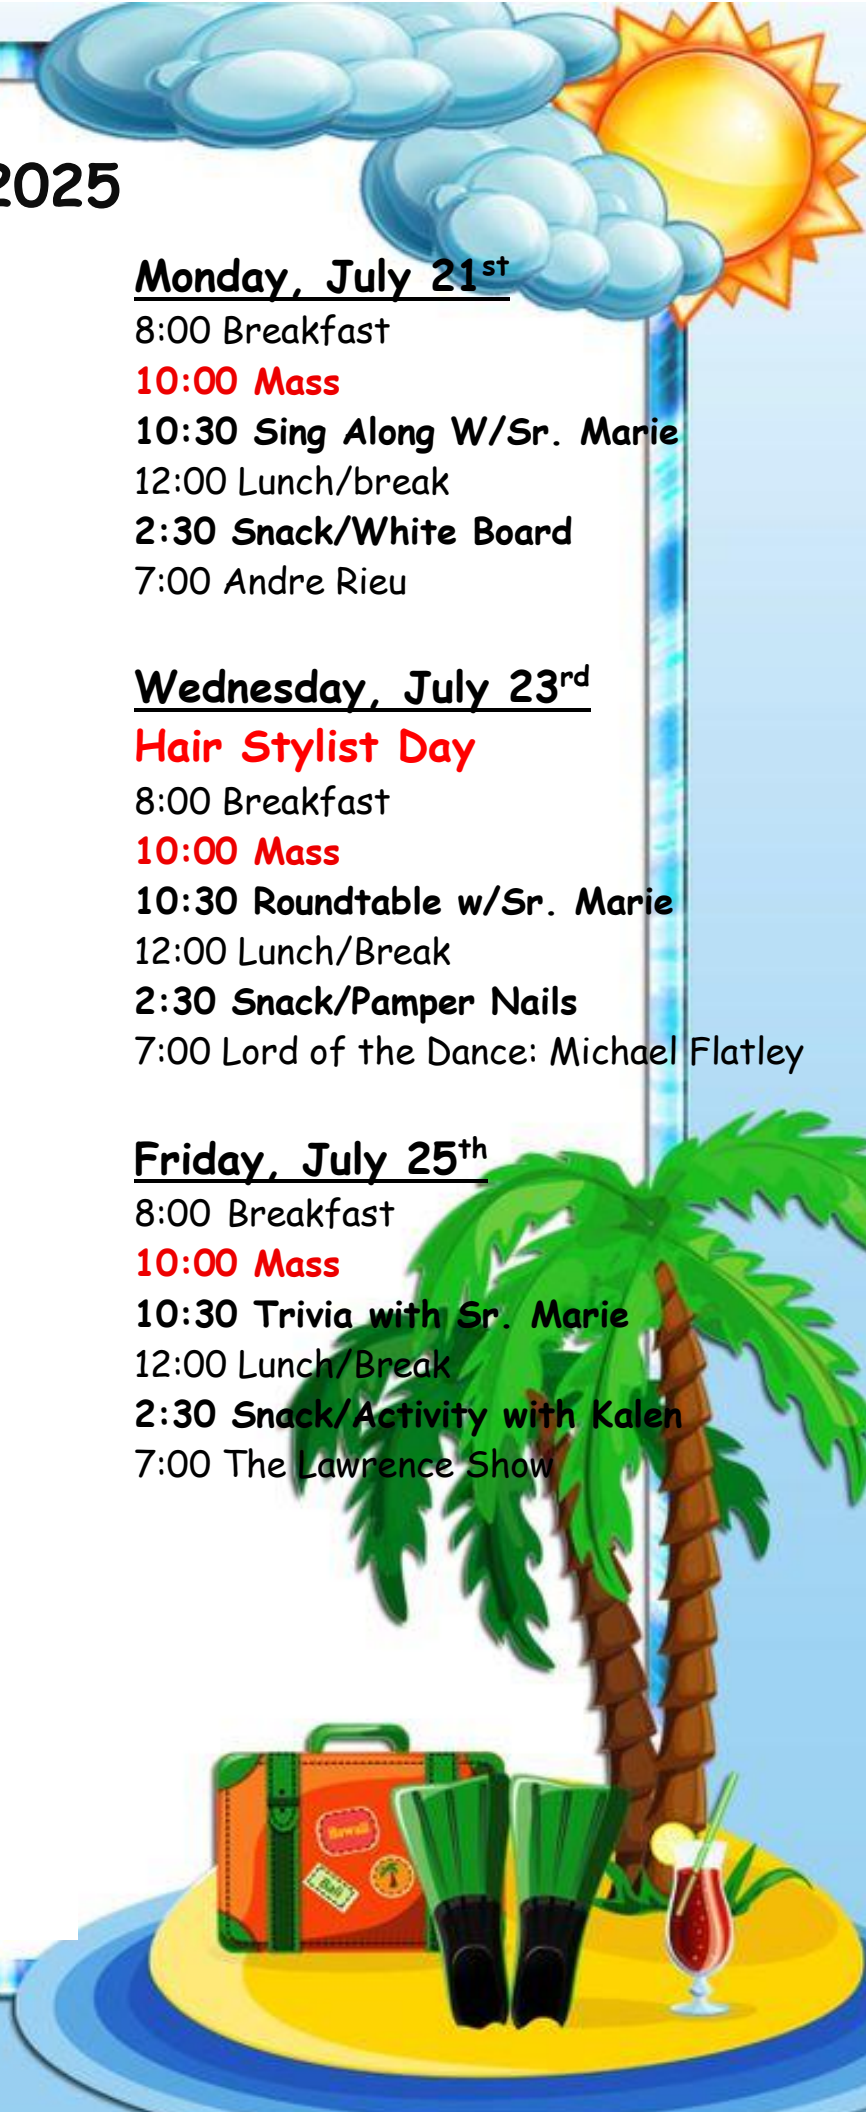 2025
Monday, July 21st
8:00 Breakfast
10:00 Mass
10:30 Sing Along W/Sr. Marie
12:00 Lunch/break
2:30 Snack/White Board
7:00 Andre Rieu
Wednesday, July 23rd
Hair Stylist Day
8:00 Breakfast
10:00 Mass
10:30 Roundtable w/Sr. Marie
12:00 Lunch/Break
2:30 Snack/Pamper Nails
7:00 Lord of the Dance: Michael Flatley
Friday, July 25th
8:00 Breakfast
10:00 Mass
10:30 Trivia with Sr. Marie
12:00 Lunch/Break
2:30 Snack/Activity with Kalen
7:00 The Lawrence Show
Hawaii
Bali